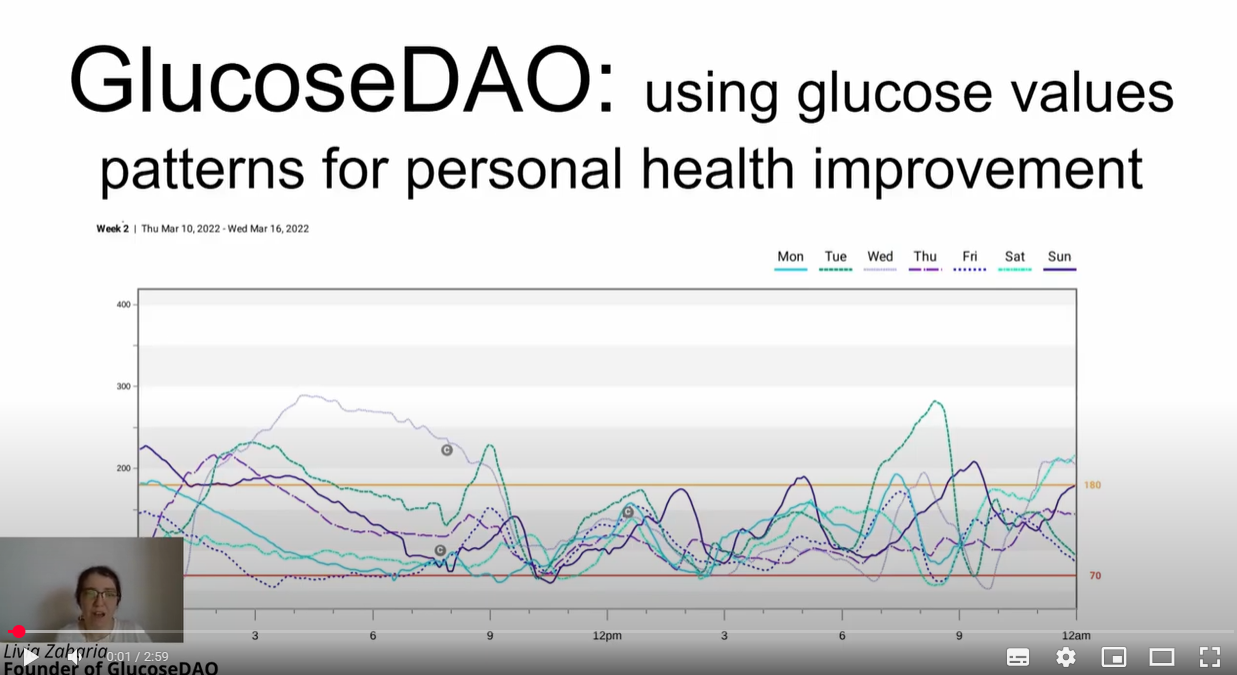 GlucoseDAO: using glucose values
patterns for personal health improvement
Week 2 | Thu Mar 10, 2022 - Wed Mar 16, 2022
Mon Tue Wed Thu Fri Sat Sun
400
300
200
180
70
C
C
C
3 6 9 12pm 3 6 9 12am
Livia Zaharia
0:01 / 2:59
Founder of GlucoseDAO